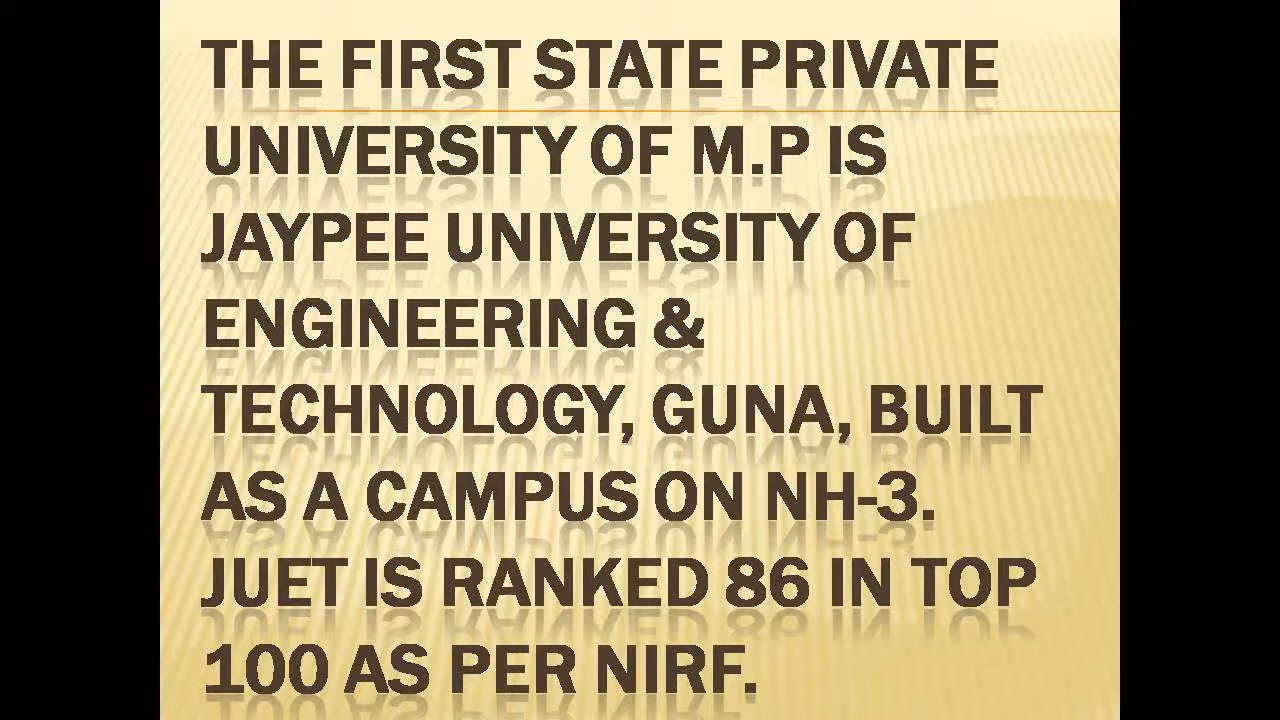 THE FIRST STATE PRIVATE
UNIVERSITY OF M.P IS
JAYPEE UNIVERSITY OF
ENGINEERING &
TECHNOLOGY, GUNA, BUILT
AS A CAMPUS ON NH-3.
JUET IS RANKED 86 IN TOP
100 AS PER NIRF.